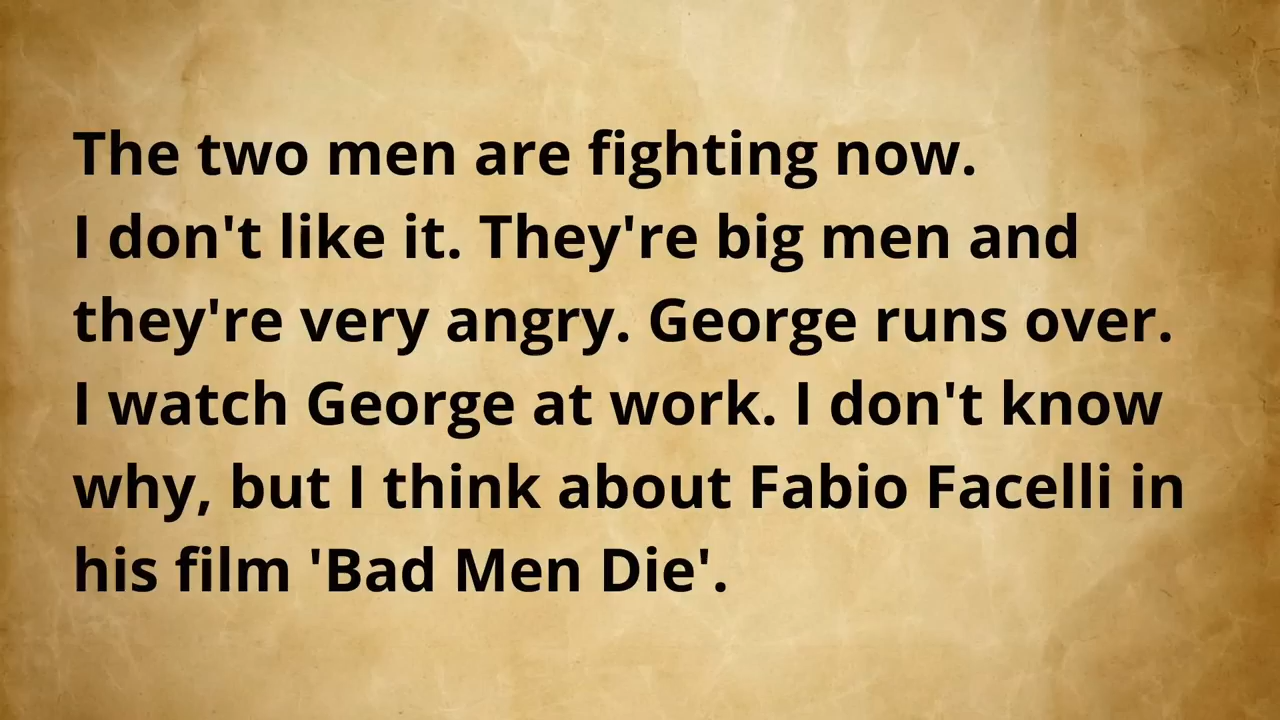 The two men are fighting now.
I don't like it. They're big men and
they're very angry. George runs over.
I watch George at work. I don't know
why, but I think about Fabio Facelli in
his film 'Bad Men Die'.